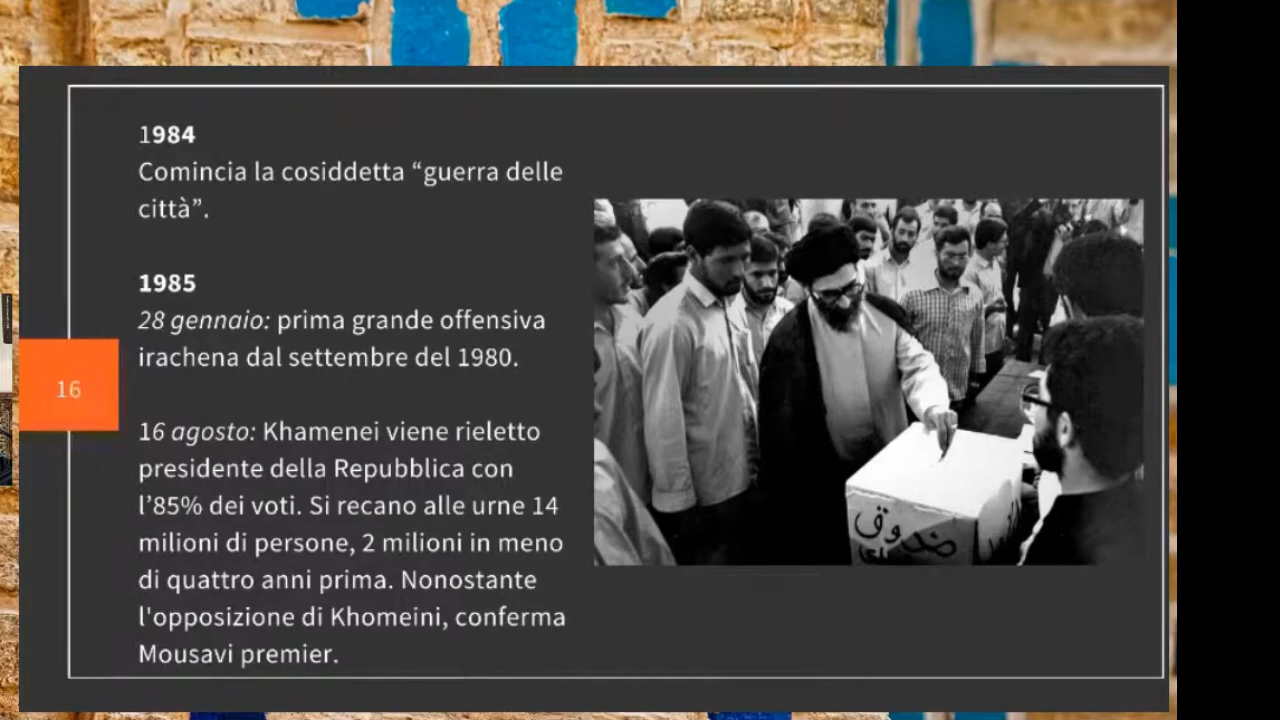 1984
Comincia la cosiddetta “guerra delle
città”.
1985
28 gennaio: prima grande offensiva
irachena dal settembre del 1980.
16
16 agosto: Khamenei viene rieletto
presidente della Repubblica con
l’85% dei voti. Si recano alle urne 14
milioni di persone, 2 milioni in meno
di quattro anni prima. Nonostante
l'opposizione di Khomeini, conferma
Mousavi premier.
صندوق